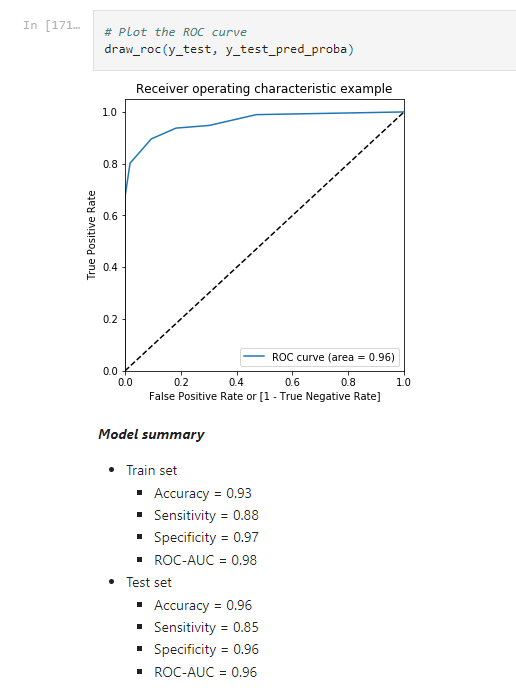 In [171…
# Plot the ROC curve
draw_roc(y_test, y_test_pred_proba)
Receiver operating characteristic example
1.0
0.8
0.6
0.4
0.2
0.0
True Positive Rate
ROC curve (area = 0.96)
0.0 0.2 0.4 0.6 0.8 1.0
False Positive Rate or [1 - True Negative Rate]
Model summary
Train set
Accuracy = 0.93
Sensitivity = 0.88
Specificity = 0.97
ROC-AUC = 0.98
Test set
Accuracy = 0.96
Sensitivity = 0.85
Specificity = 0.96
ROC-AUC = 0.96